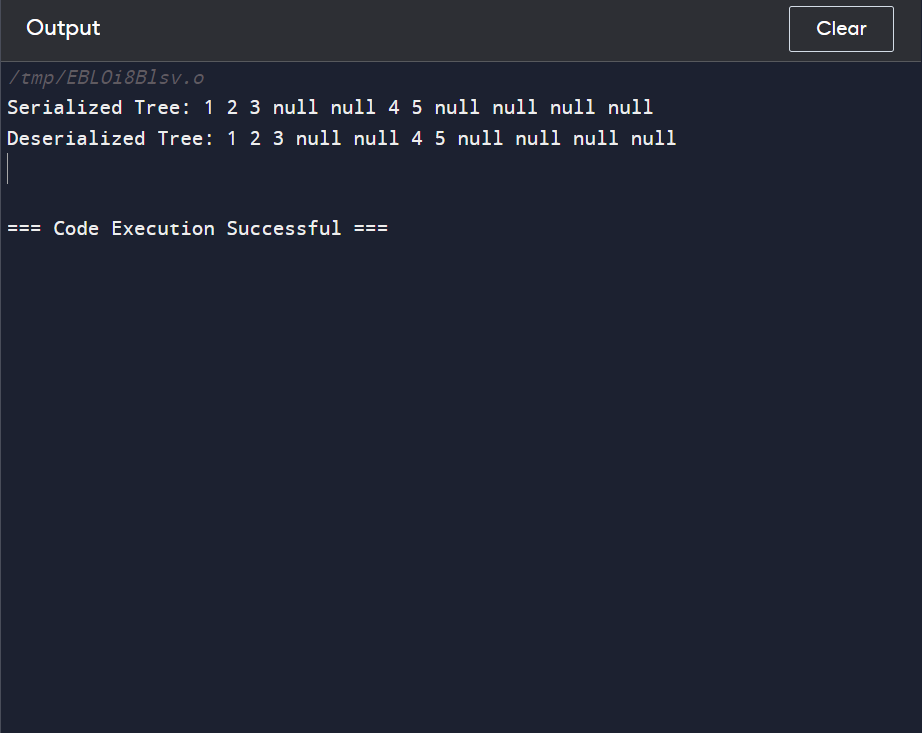 Output
Clear
/tmp/EBLOi8Blsv.o
Serialized Tree: 1 2 3 null null 4 5 null null null null
Deserialized Tree: 1 2 3 null null 4 5 null null null null
=== Code Execution Successful ===